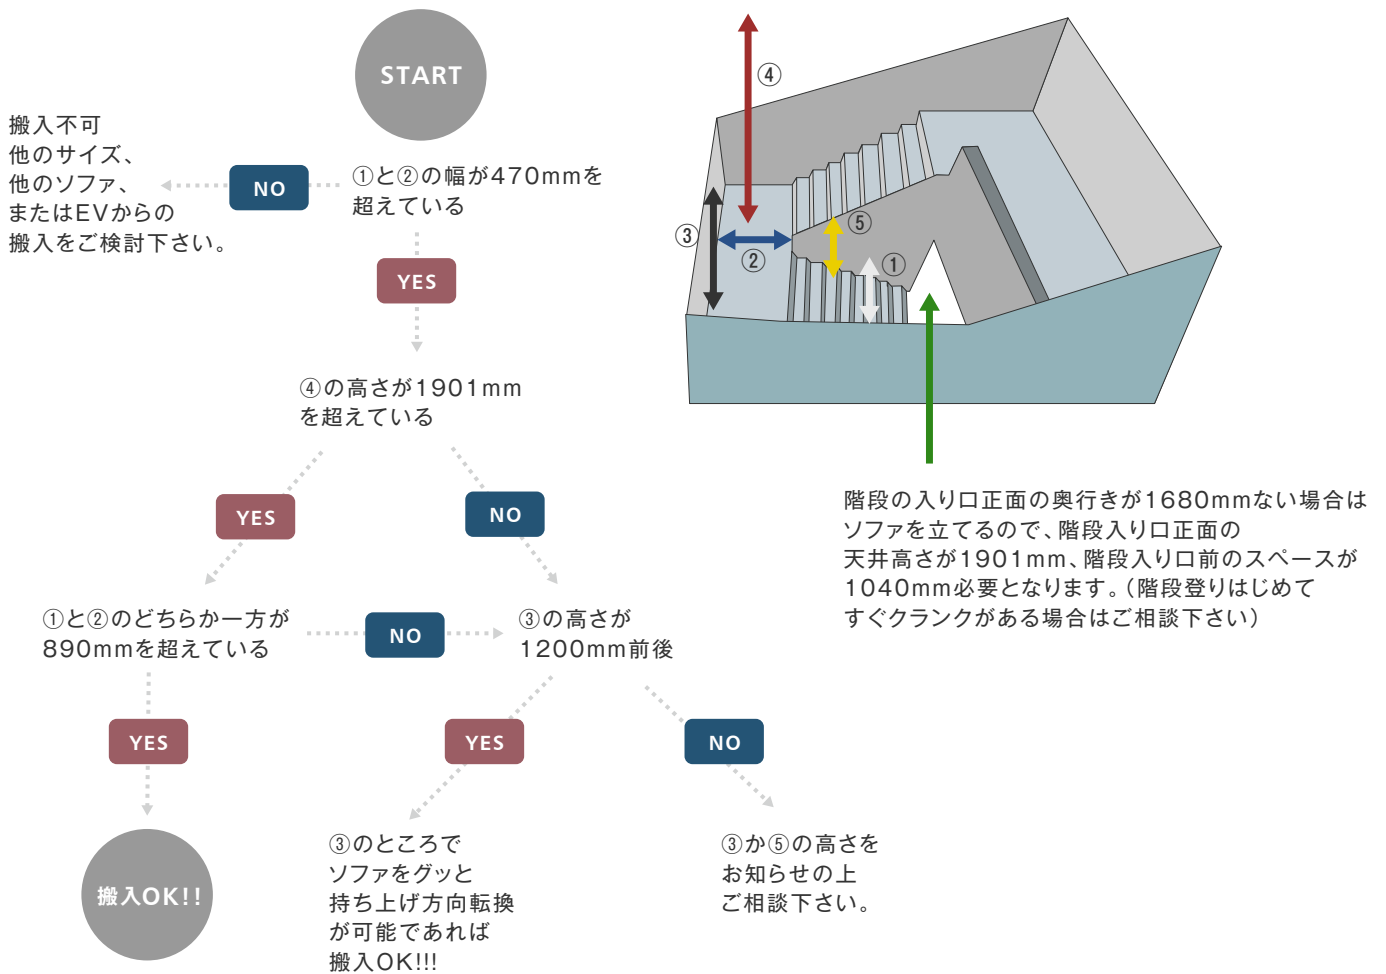 START
①と②の幅が470mmを
超えている
NO
搬入不可
他のサイズ、
他のソファ、
またはEVからの
搬入をご検討下さい。
YES
④の高さが1901mm
を超えている
YES
NO
①と②のどちらか一方が
890mmを超えている
NO
③の高さが
1200mm前後
YES
YES
NO
搬入OK!!
③のところで
ソファをグッと
持ち上げ方向転換
が可能であれば
搬入OK!!!
③か⑤の高さを
お知らせの上
ご相談下さい。
④
③
②
⑤
①
階段の入り口正面の奥行きが1680mmない場合は
ソファを立てるので、階段入り口正面の
天井高さが1901mm、階段入り口前のスペースが
1040mm必要となります。（階段登りはじめて
すぐクランクがある場合はご相談下さい）